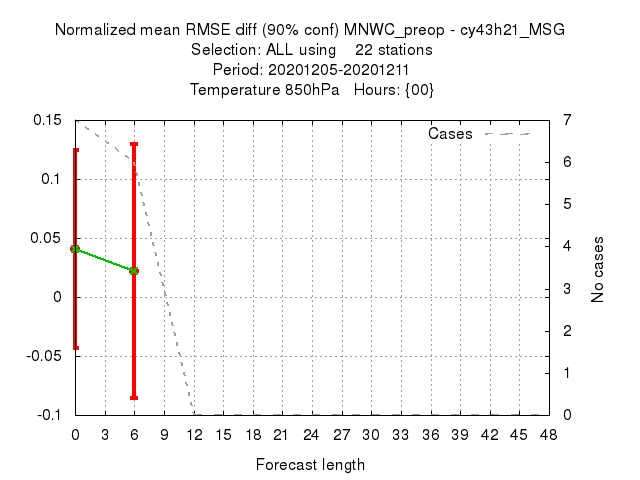 Normalized mean RMSE diff (90% conf) MNWC_preop - cy43h21_MSG
Selection: ALL using    22 stations
Period: 20201205-20201211
Temperature 850hPa   Hours: {00}
Cases
0.15
0.1
0.05
0
-0.05
-0.1
7
6
5
4
3
2
1
0
No cases
0 3 6 9 12 15 18 21 24 27 30 33 36 39 42 45 48
Forecast length